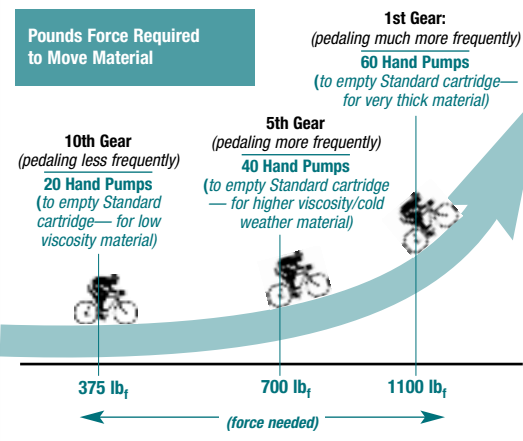 Pounds Force Required
to Move Material
1st Gear:
(pedaling much more frequently)
60 Hand Pumps
(to empty Standard cartridge—
for very thick material)
5th Gear
(pedaling more frequently)
40 Hand Pumps
(to empty Standard cartridge
— for higher viscosity/cold
weather material)
10th Gear
(pedaling less frequently)
20 Hand Pumps
(to empty Standard
cartridge— for low
viscosity material)
375 lbf
700 lbf
1100 lbf
(force needed)